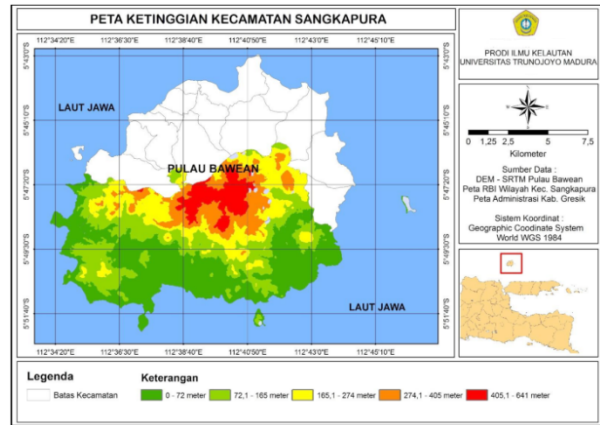 PETA KETINGGIAN KECAMATAN SANGKAPURA
112°34'20"E 112°36'30"E 112°38'40"E 112°40'50"E 112°43'0"E 112°45'10"E
5°43'0"S
5°45'10"S
5°47'20"S
5°49'30"S
5°51'40"S
LAUT JAWA
PULAU BAWEAN
LAUT JAWA
5°43'0"S
5°45'10"S
5°47'20"S
5°49'30"S
5°51'40"S
112°34'20"E 112°36'30"E 112°38'40"E 112°40'50"E 112°43'0"E 112°45'10"E
PRODI ILMU KELAUTAN
UNIVERSITAS TRUNOJOYO MADURA
0 1,25 2,5 5 7,5
Kilometer
Sumber Data :
DEM - SRTM Pulau Bawean
Peta RBI Wilayah Kec. Sangkapura
Peta Administrasi Kab. Gresik
Sistem Koordinat :
Geographic Coodinate System
World WGS 1984
Legenda
Batas Kecamatan
Keterangan
0 - 72 meter
72,1 - 165 meter
165,1 - 274 meter
274,1 - 405 meter
405,1 - 641 meter